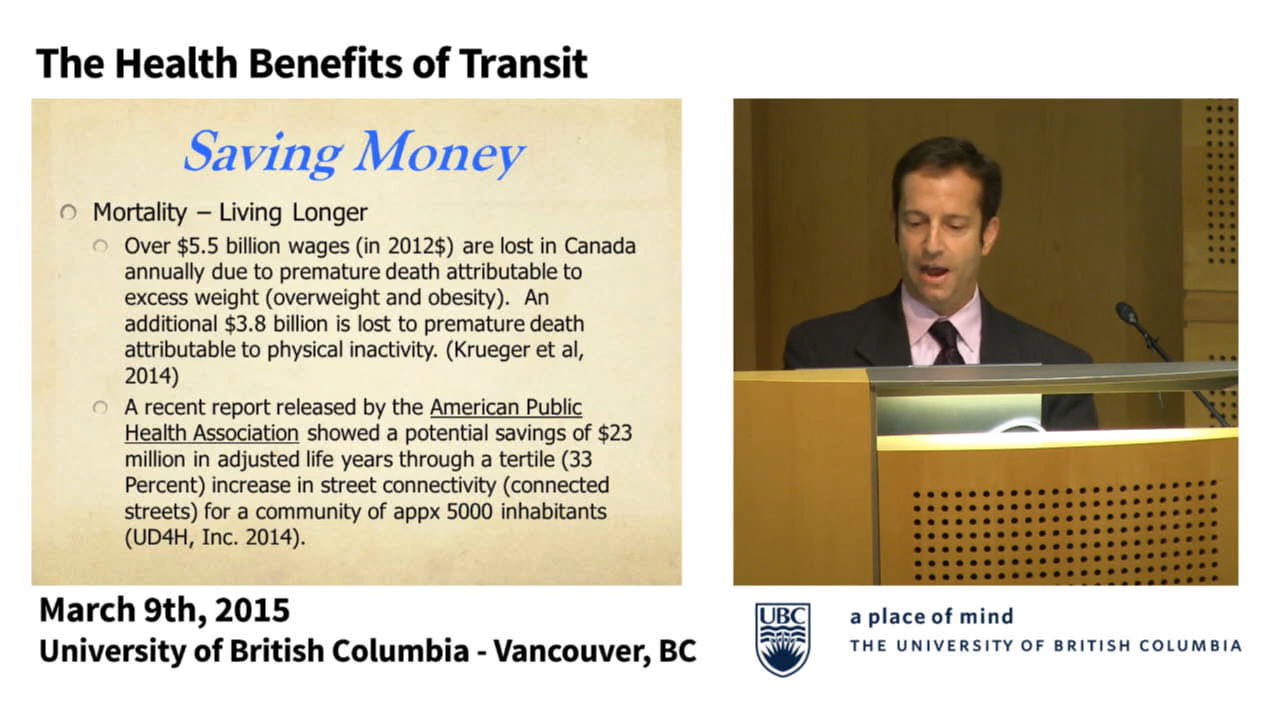 The Health Benefits of Transit
Saving Money
Mortality – Living Longer
Over $5.5 billion wages (in 2012$) are lost in Canada
annually due to premature death attributable to
excess weight (overweight and obesity).  An
additional $3.8 billion is lost to premature death
attributable to physical inactivity. (Krueger et al,
2014)
A recent report released by the American Public
Health Association showed a potential savings of $23
million in adjusted life years through a tertile (33
Percent) increase in street connectivity (connected
streets) for a community of appx 5000 inhabitants
(UD4H, Inc. 2014).
March 9th, 2015
University of British Columbia - Vancouver, BC
UBC
a place of mind
THE UNIVERSITY OF BRITISH COLUMBIA